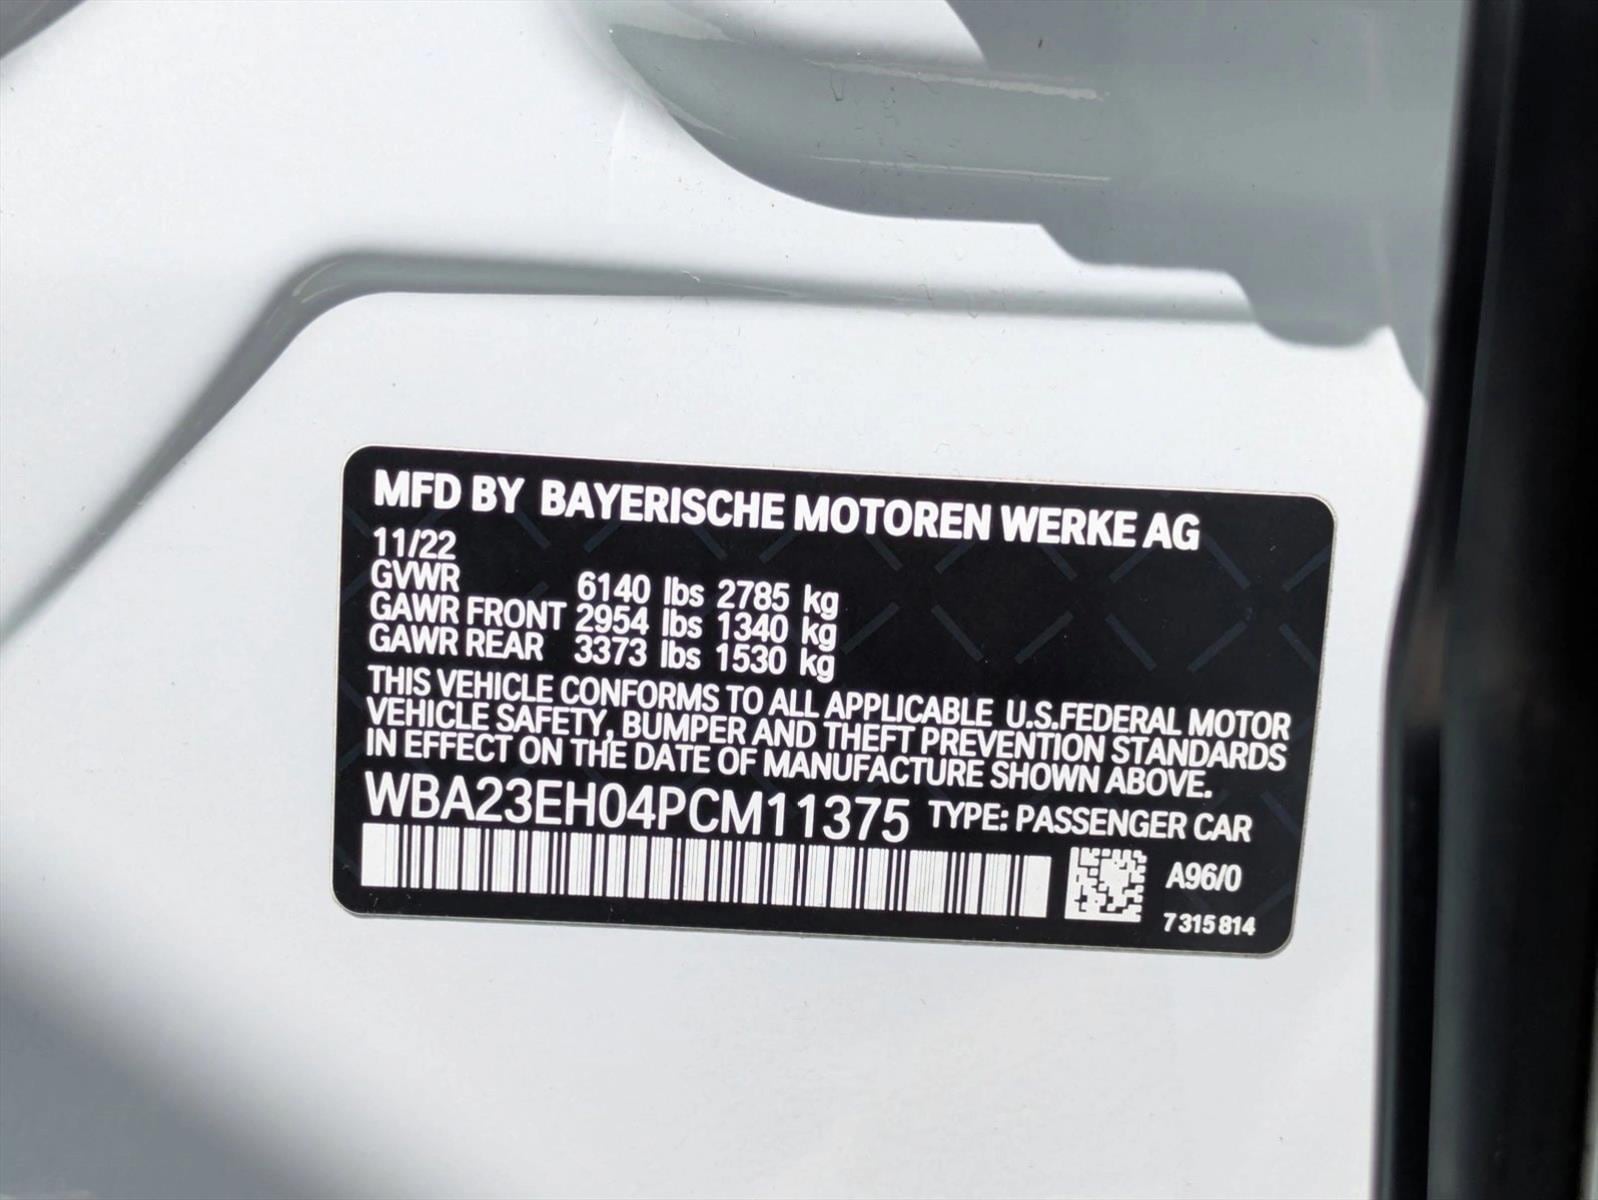 MFD BY BAYERISCHE MOTOREN WERKE AG
11/22
GVWR 6140 lbs 2785 kg
GAWR FRONT 2954 lbs 1340 kg
GAWR REAR 3373 lbs 1530 kg
THIS VEHICLE CONFORMS TO ALL APPLICABLE U.S.FEDERAL MOTOR
VEHICLE SAFETY, BUMPER AND THEFT PREVENTION STANDARDS
IN EFFECT ON THE DATE OF MANUFACTURE SHOWN ABOVE.
WBA23EH04PCM11375 TYPE: PASSENGER CAR
A96/0
7 315 814